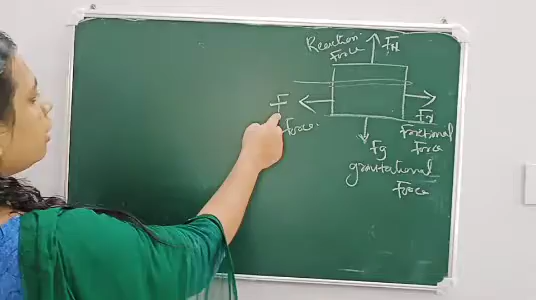 Reaction FN
Force
F
Force.
Ff
Frictional
Force
Fg
gravitational
Force